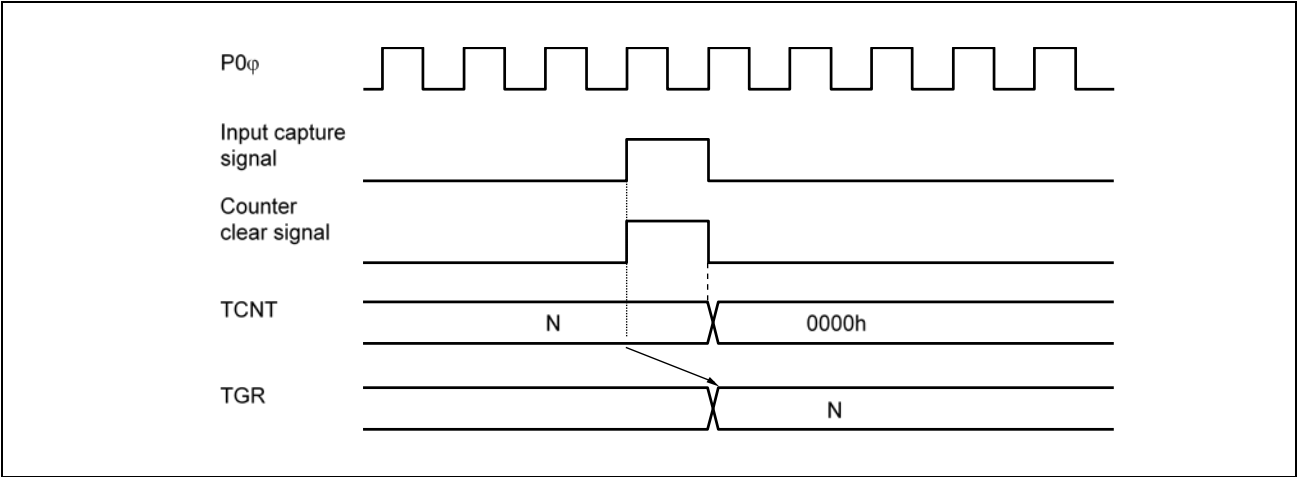 P0φ
Input capture
signal
Counter
clear signal
TCNT
N
0000h
TGR
N